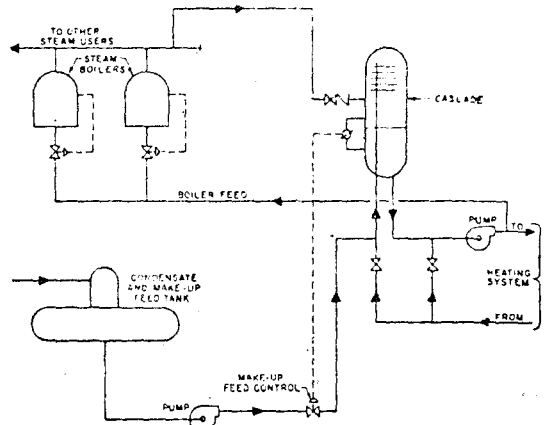 TO OTHER
STEAM USERS
STEAM
BOILERS
CASCADE
BOILER FEED
PUMP
TO
HEATING
SYSTEM
FROM
CONDENSATE
AND MAKE-UP
FEED TANK
MAKE-UP
FEED CONTROL
PUMP